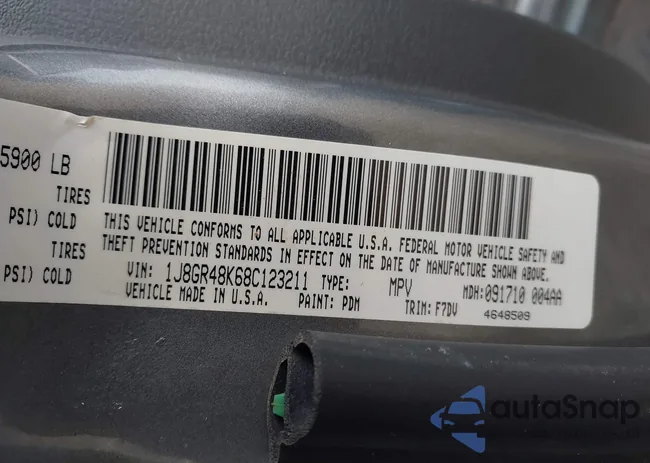 5900 LB
TIRES
PSI) COLD
TIRES
PSI) COLD
THIS VEHICLE CONFORMS TO ALL APPLICABLE U.S.A. FEDERAL MOTOR VEHICLE SAFETY AND
THEFT PREVENTION STANDARDS IN EFFECT ON THE DATE OF MANUFACTURE SHOWN ABOVE.
VIN: 1J8GR48K68C123211 TYPE: MPV MDH: 091710 004AA
VEHICLE MADE IN U.S.A. PAINT: PDM TRIM: F7DV 4648509
autoSnap